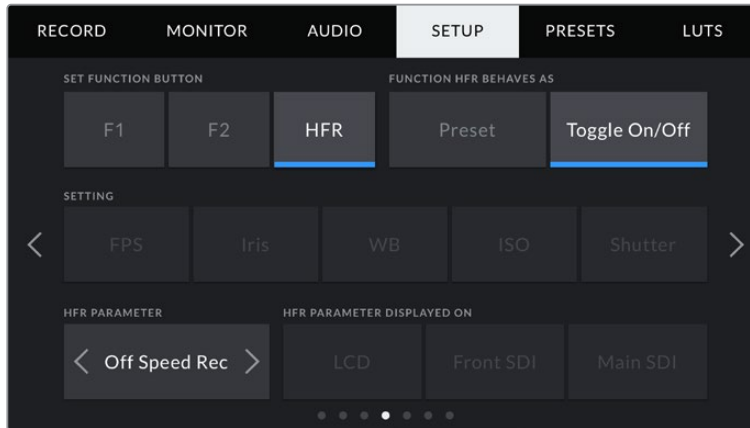 RECORD MONITOR AUDIO SETUP PRESETS LUTS
SET FUNCTION BUTTON FUNCTION HFR BEHAVES AS
F1 F2 HFR Preset Toggle On/Off
SETTING
FPS Iris WB ISO Shutter
HFR PARAMETER HFR PARAMETER DISPLAYED ON
Off Speed Rec LCD Front SDI Main SDI